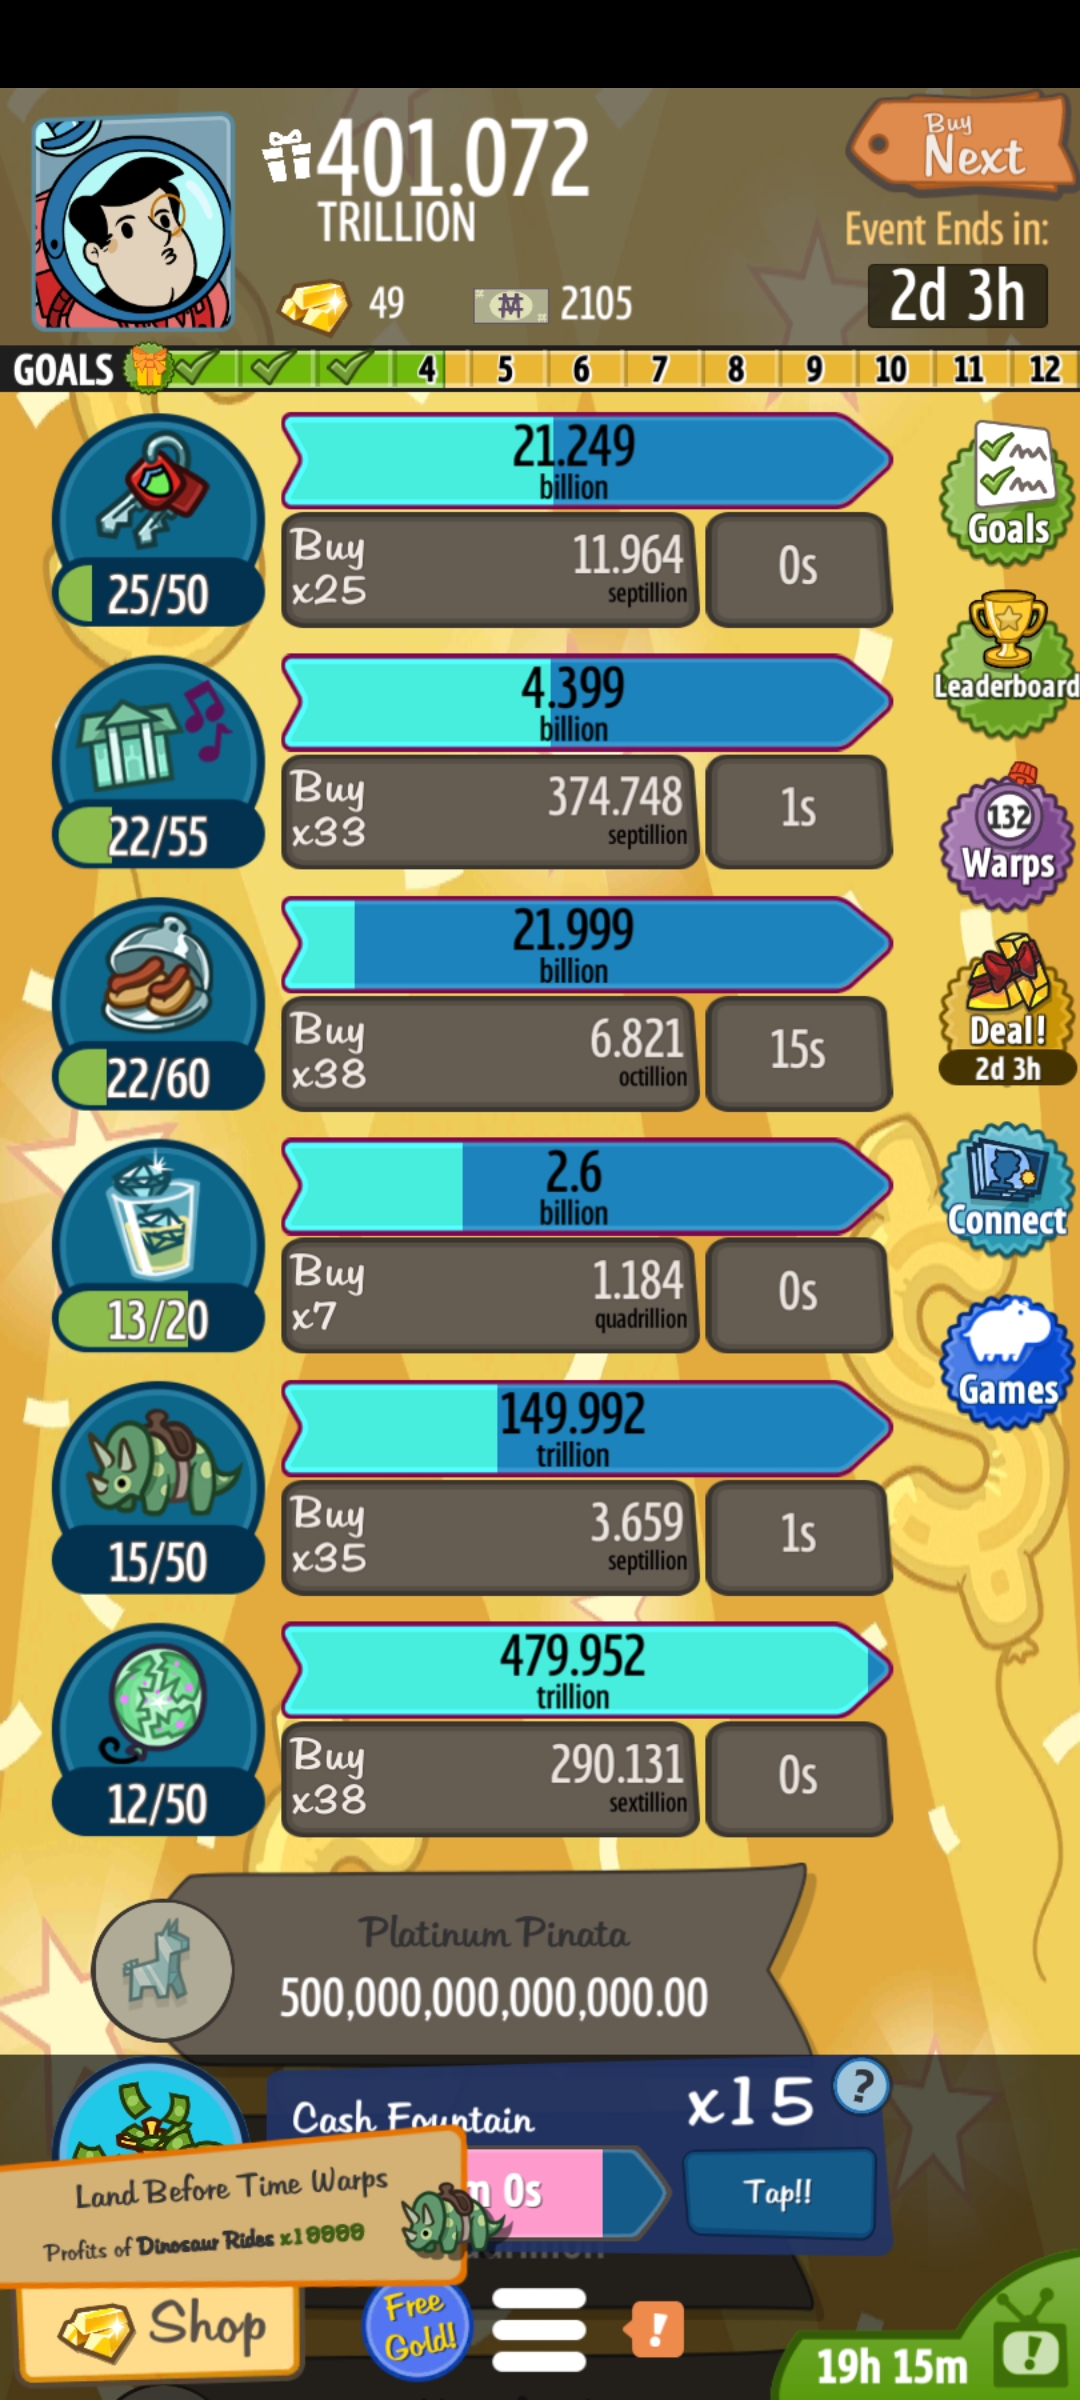 401.072
TRILLION
49
2105
Buy
Next
Event Ends in:
2d 3h
GOALS
4 5 6 7 8 9 10 11 12
21.249
billion
25/50
Buy
x25
11.964
septillion
0s
Goals
4.399
billion
22/55
Buy
x33
374.748
septillion
1s
Leaderboard
132
Warps
21.999
billion
22/60
Buy
x38
6.821
octillion
15s
Deal!
2d 3h
2.6
billion
13/20
Buy
x7
1.184
quadrillion
0s
Connect
149.992
trillion
15/50
Buy
x35
3.659
septillion
1s
Games
479.952
trillion
12/50
Buy
x38
290.131
sextillion
0s
Platinum Pinata
500,000,000,000,000.00
Cash Fountain
x15
?
m 0s
Tap!!
Land Before Time Warps
Profits of Dinosaur Rides x19999
Shop
Free
Gold!
!
19h 15m
!